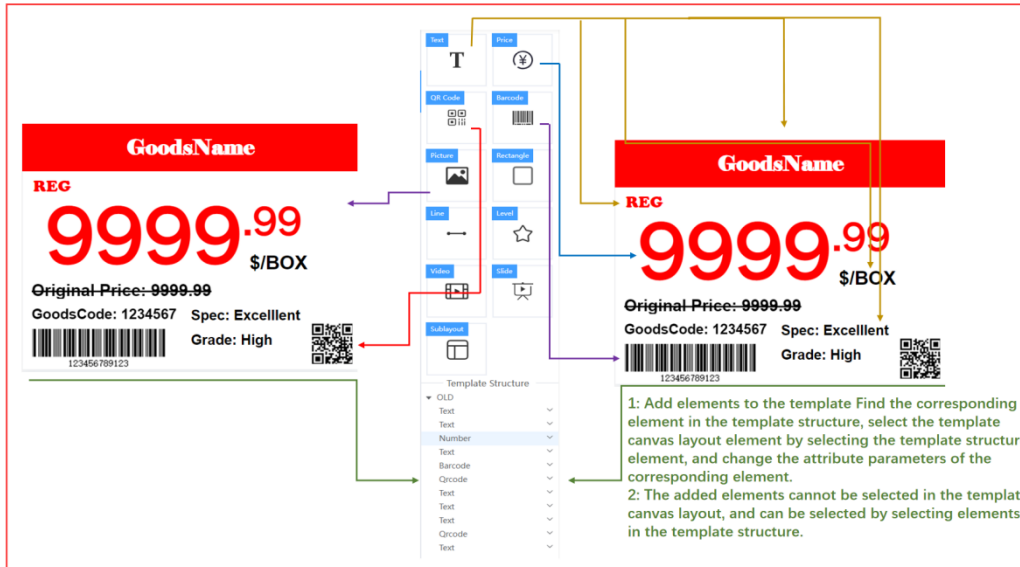 GoodsName
REG
9999.99
$/BOX
Original Price: 9999.99
GoodsCode: 1234567
Spec: Excelllent
Grade: High
123456789123
Text
T
Price
¥
QR Code
Barcode
Picture
Rectangle
Line
Level
Video
Slide
Sublayout
Template Structure
OLD
Text
Text
Number
Text
Barcode
Qrcode
Text
Text
Text
Qrcode
Text
GoodsName
REG
9999.99
$/BOX
Original Price: 9999.99
GoodsCode: 1234567
Spec: Excelllent
Grade: High
123456789123
1: Add elements to the template Find the corresponding
element in the template structure, select the template
canvas layout element by selecting the template structur
element, and change the attribute parameters of the
corresponding element.
2: The added elements cannot be selected in the templat
canvas layout, and can be selected by selecting elements
in the template structure.